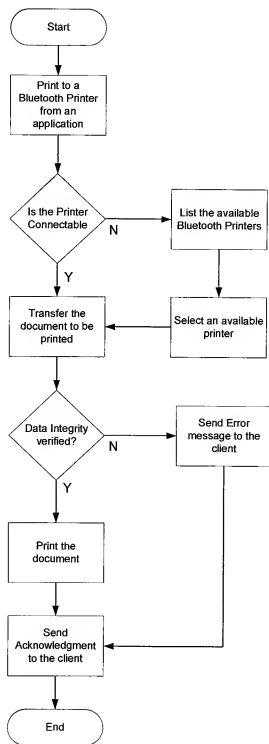 Start
Print to a
Bluetooth Printer
from an
application
Is the Printer
Connectable
N
Y
List the available
Bluetooth Printers
Select an available
printer
Transfer the
document to be
printed
Data Integrity
verified?
N
Y
Send Error
message to the
client
Print the
document
Send
Acknowledgment
to the client
End